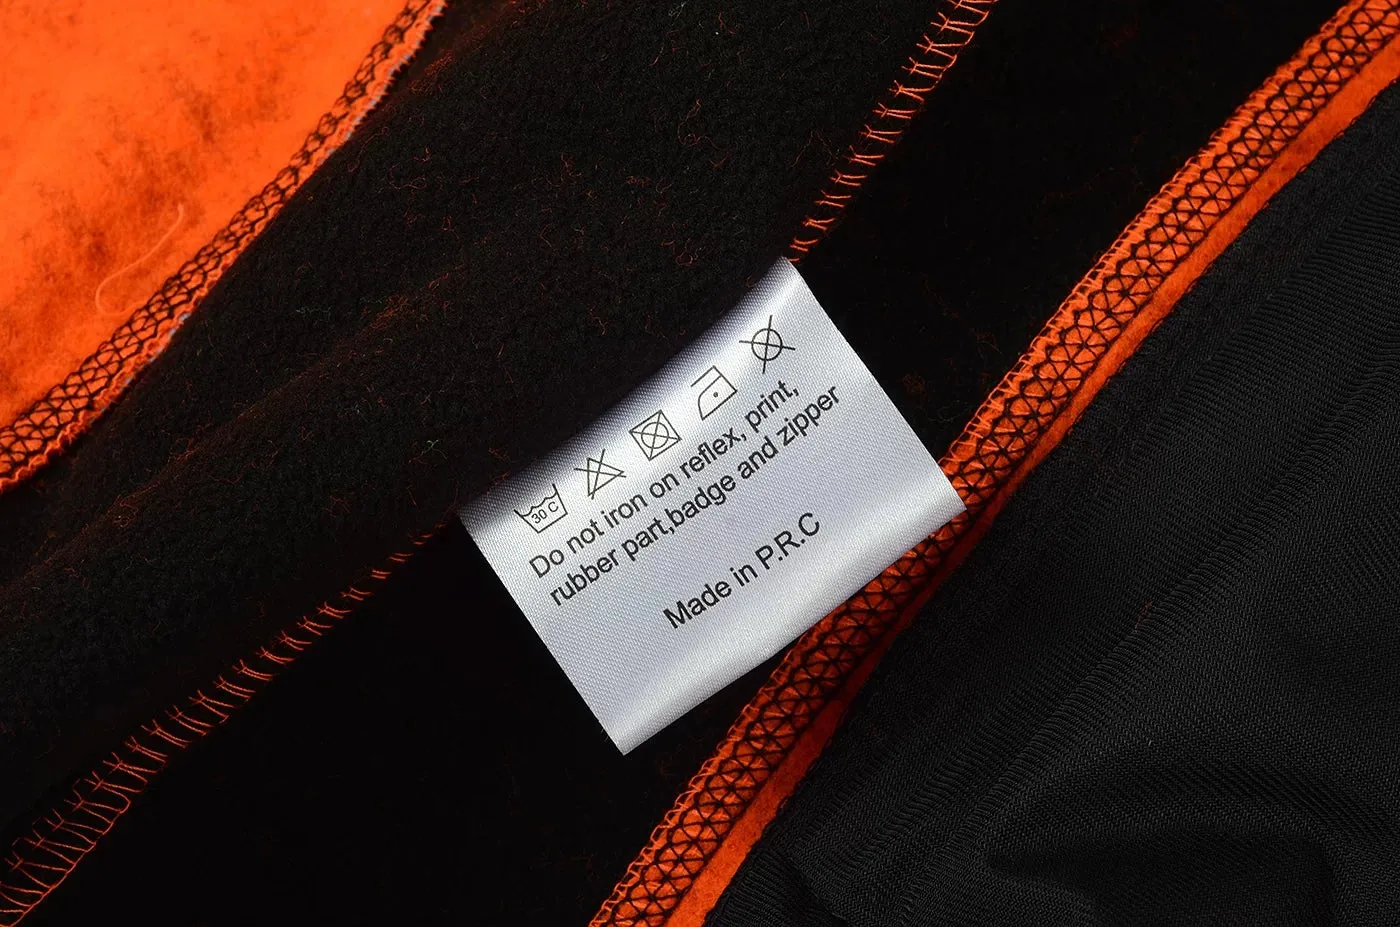 30 C
Do not iron on reflex, print,
rubber part,badge and zipper
Made in P.R.C